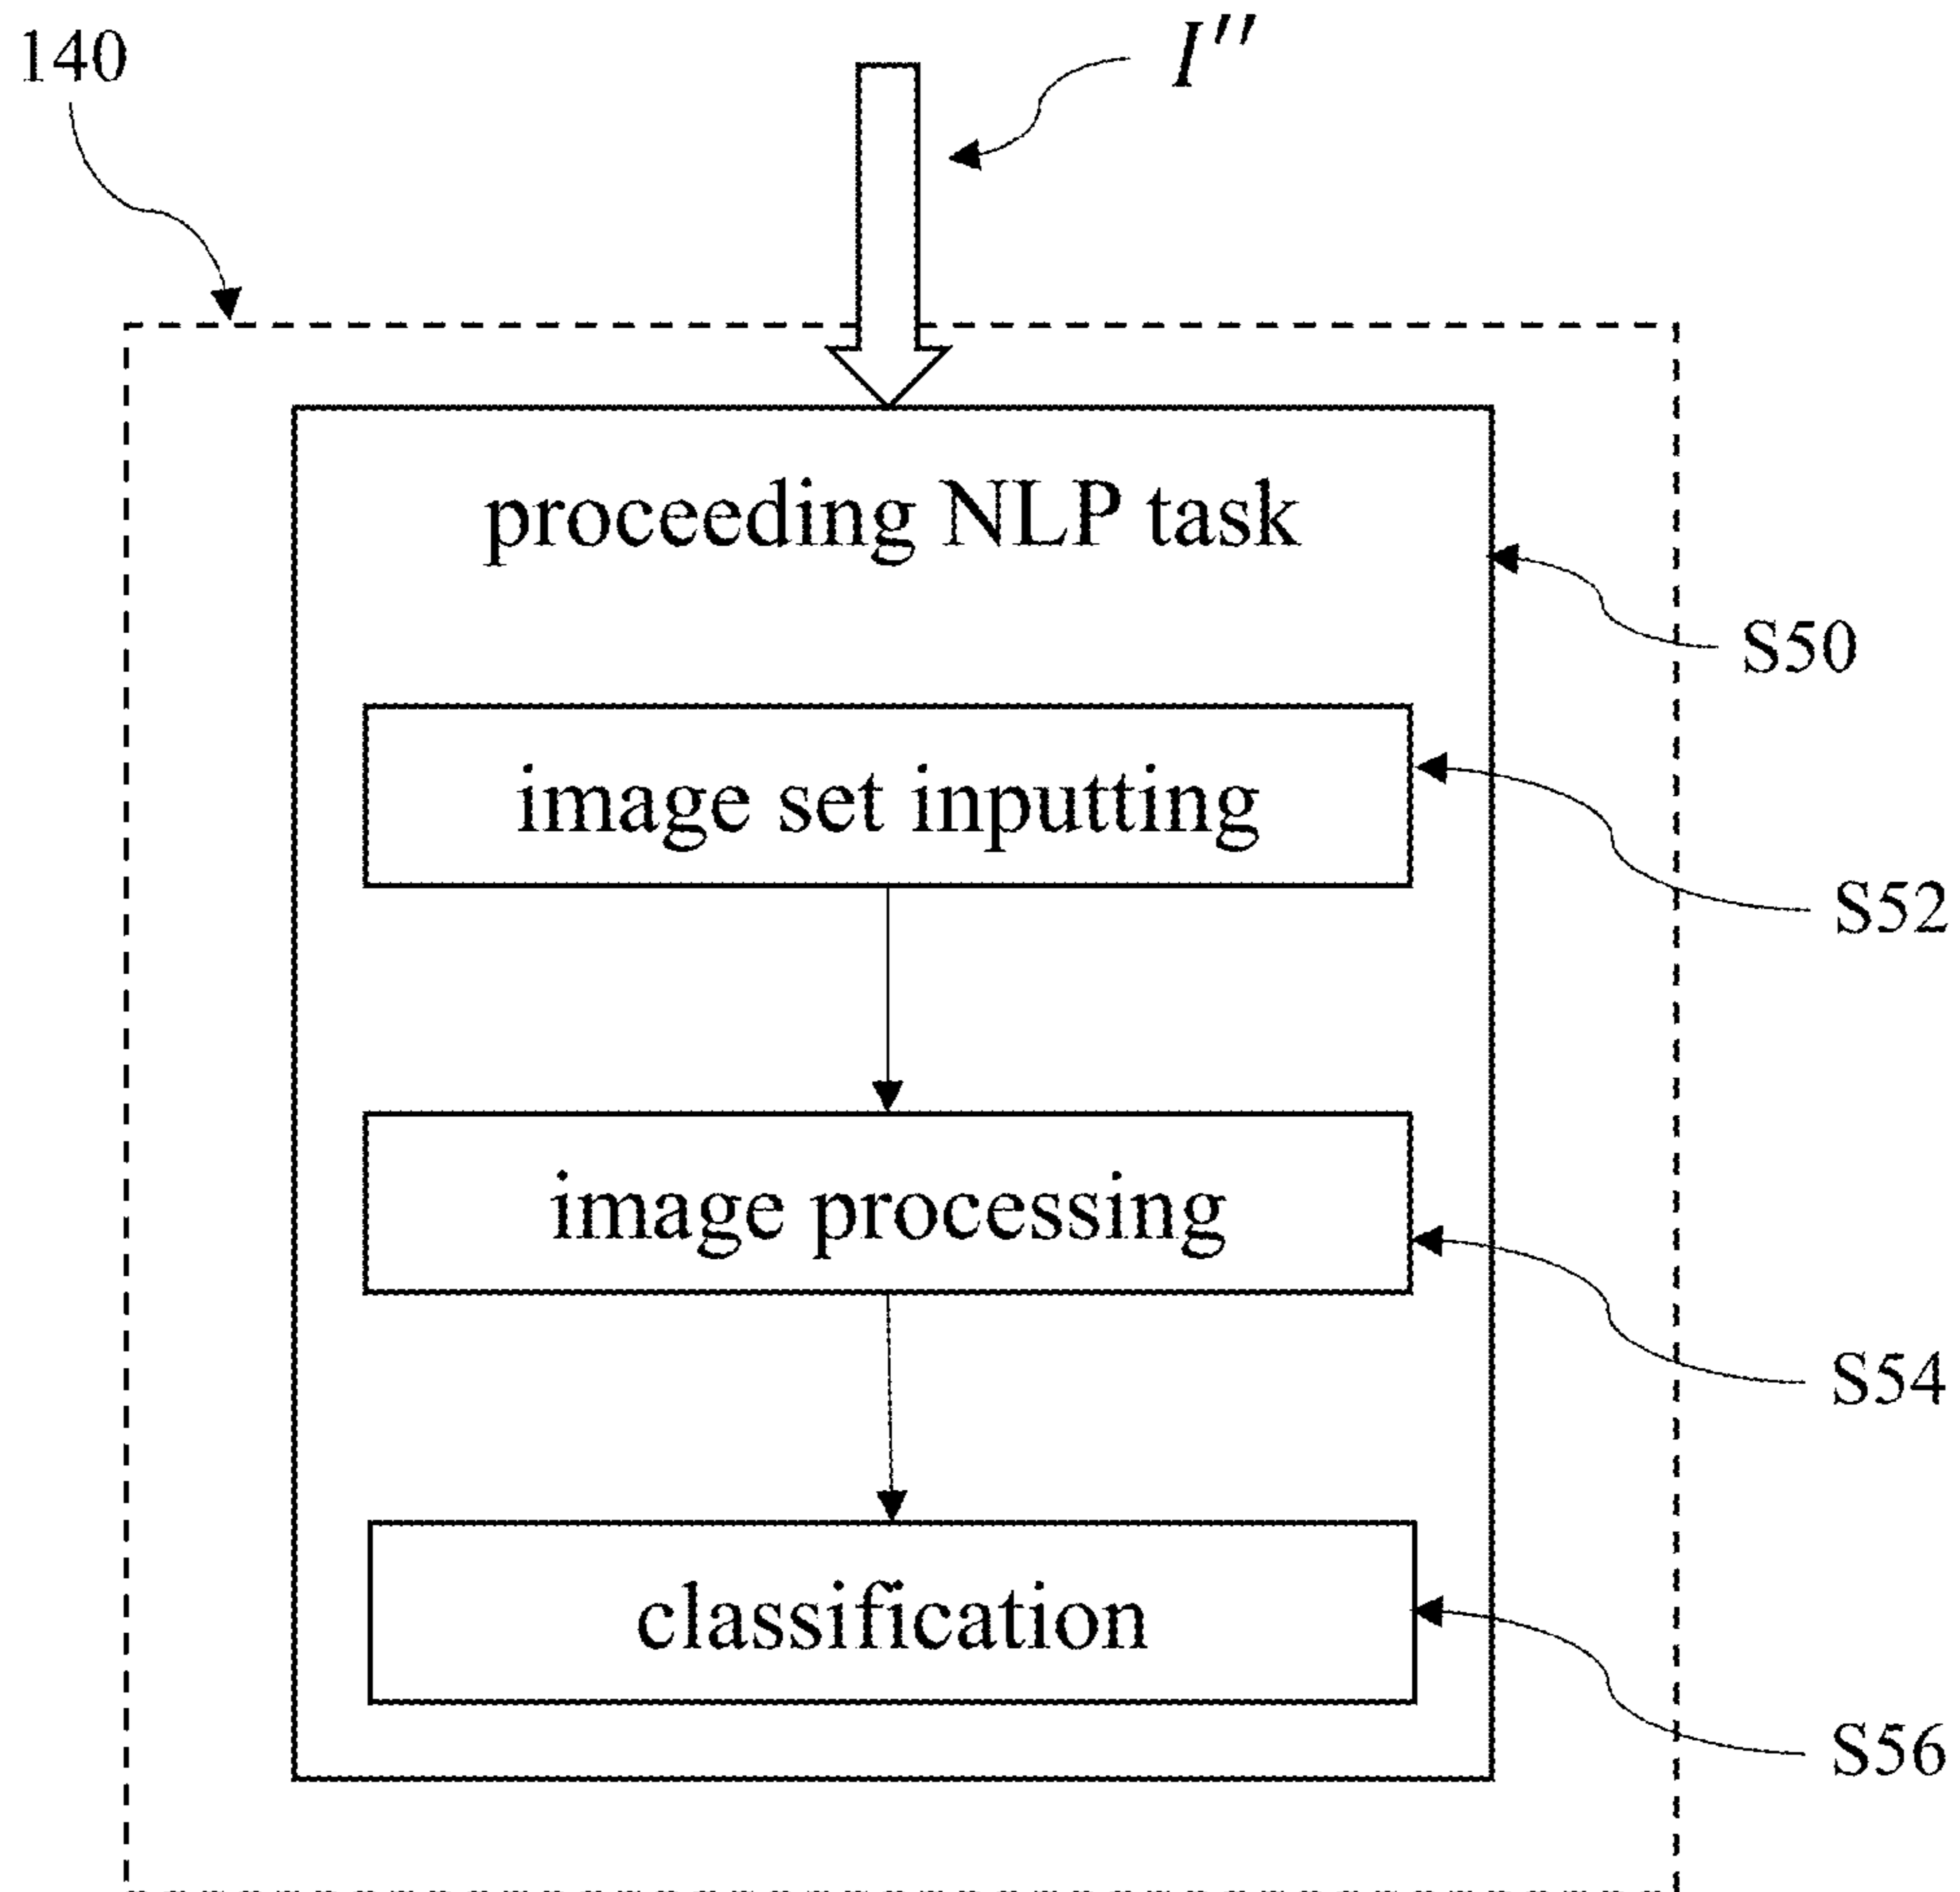 140
I″
proceeding NLP task
S50
image set inputting
S52
image processing
S54
classification
S56